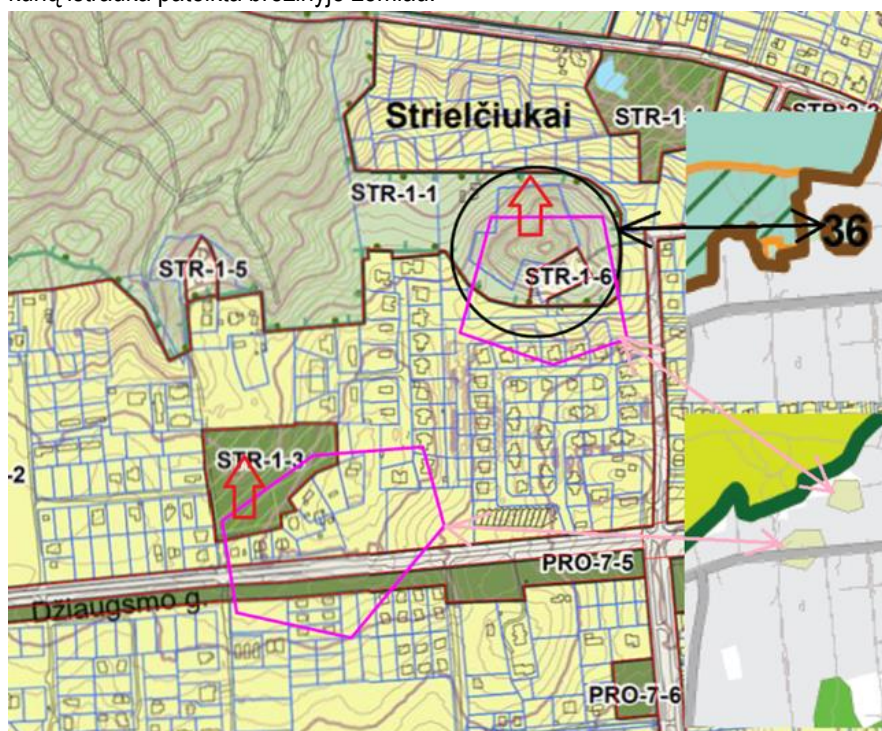 Strielčiukai
STR-1-1
STR-1-5
STR-1-6
36
STR-1-3
-2
PRO-7-5
Džiaugsmo g.
PRO-7-6